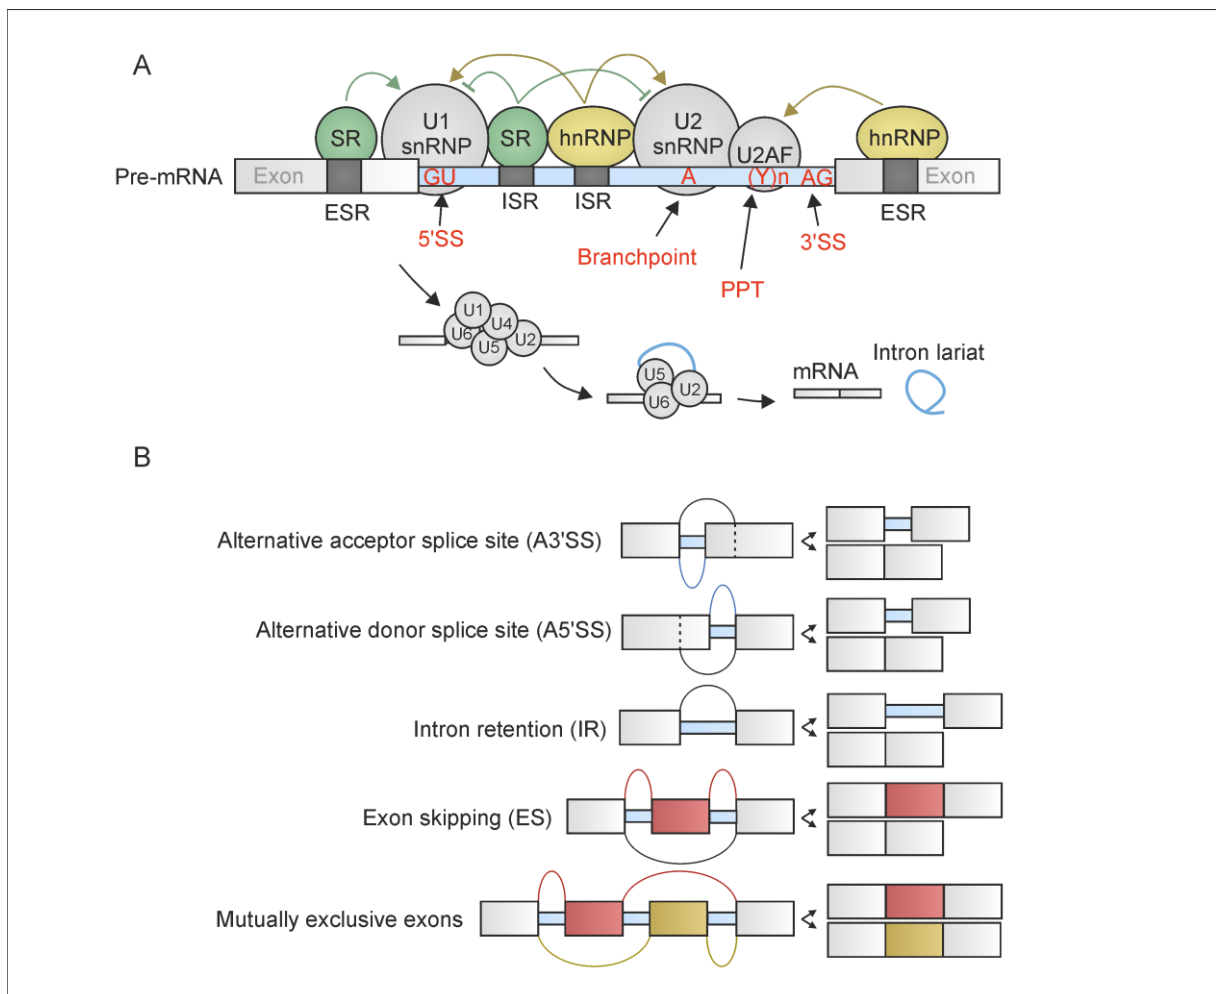 A
SR
U1
snRNP
SR
hnRNP
U2
snRNP
U2AF
hnRNP
Pre-mRNA
Exon
GU
A
(Y)n
AG
Exon
ESR
ISR
ISR
ESR
5'SS
Branchpoint
PPT
3'SS
U1
U6
U4
U5
U2
U5
U2
U6
mRNA
Intron lariat
B
Alternative acceptor splice site (A3'SS)
Alternative donor splice site (A5'SS)
Intron retention (IR)
Exon skipping (ES)
Mutually exclusive exons